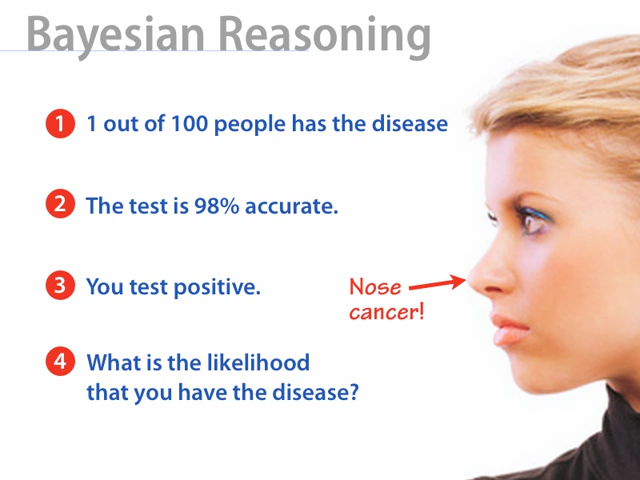 Bayesian Reasoning
1 1 out of 100 people has the disease
2 The test is 98% accurate.
3 You test positive.
Nose
cancer!
4 What is the likelihood
that you have the disease?